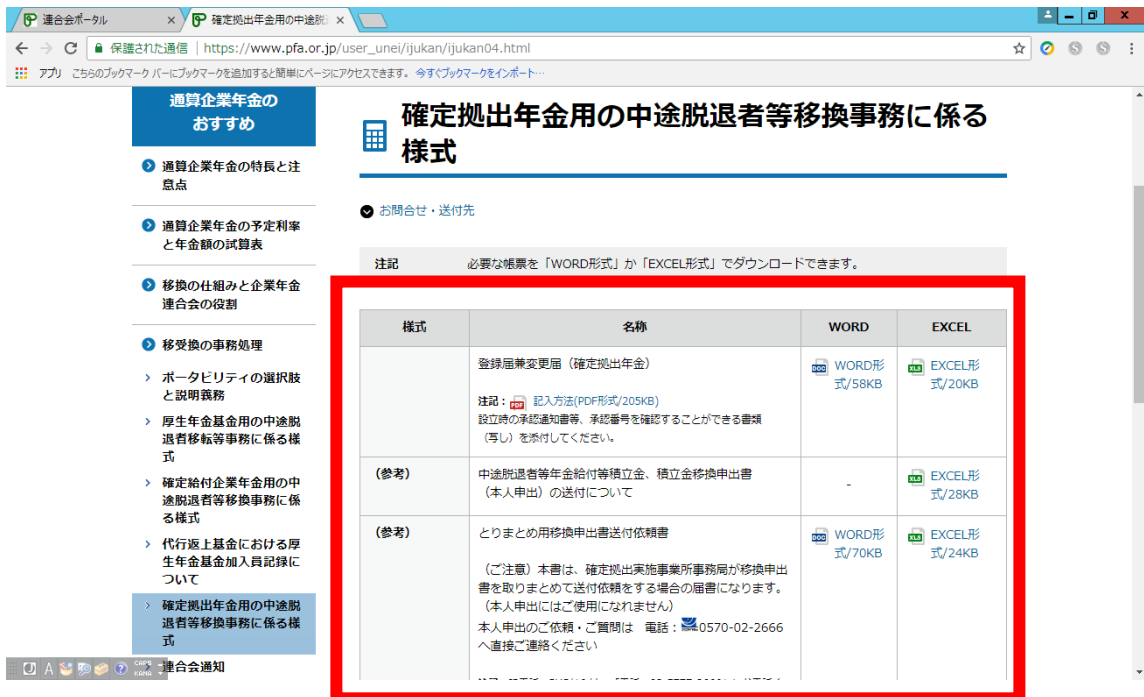 連合会ポータル
確定拠出年金用の中途脱
保護された通信 | https://www.pfa.or.jp/user_unei/ijukan/ijukan04.html
アプリ こちらのブックマーク バーにブックマークを追加すると簡単にページにアクセスできます。 今すぐブックマークをインポート…
通算企業年金の
おすすめ
通算企業年金の特長と注
意点
通算企業年金の予定利率
と年金額の試算表
移換の仕組みと企業年金
連合会の役割
移受換の事務処理
ポータビリティの選択肢
と説明義務
厚生年金基金用の中途脱
退者移転等事務に係る様
式
確定給付企業年金用の中
途脱退者等移換事務に係
る様式
代行返上基金における厚
生年金基金加入員記録に
ついて
確定拠出年金用の中途脱
退者等移換事務に係る様
式
連合会通知
確定拠出年金用の中途脱退者等移換事務に係る
様式
お問合せ・送付先
注記 必要な帳票を「WORD形式」か「EXCEL形式」でダウンロードできます。
様式 名称 WORD EXCEL
登録届兼変更届（確定拠出年金） WORD形 EXCEL形
式/58KB 式/20KB
注記： PDF 記入方法(PDF形式/205KB)
設立時の承認通知書等、承認番号を確認することができる書類
（写し）を添付してください。
(参考) 中途脱退者等年金給付等積立金、積立金移換申出書 - EXCEL形
（本人申出）の送付について 式/28KB
(参考) とりまとめ用移換申出書送付依頼書 WORD形 EXCEL形
式/70KB 式/24KB
（ご注意）本書は、確定拠出実施事業所事務局が移換申出
書を取りまとめて送付依頼をする場合の届書になります。
（本人申出にはご使用になれません）
本人申出のご依頼・ご質問は 電話：0570-02-2666
へ直接ご連絡ください
A CAPS
KANA